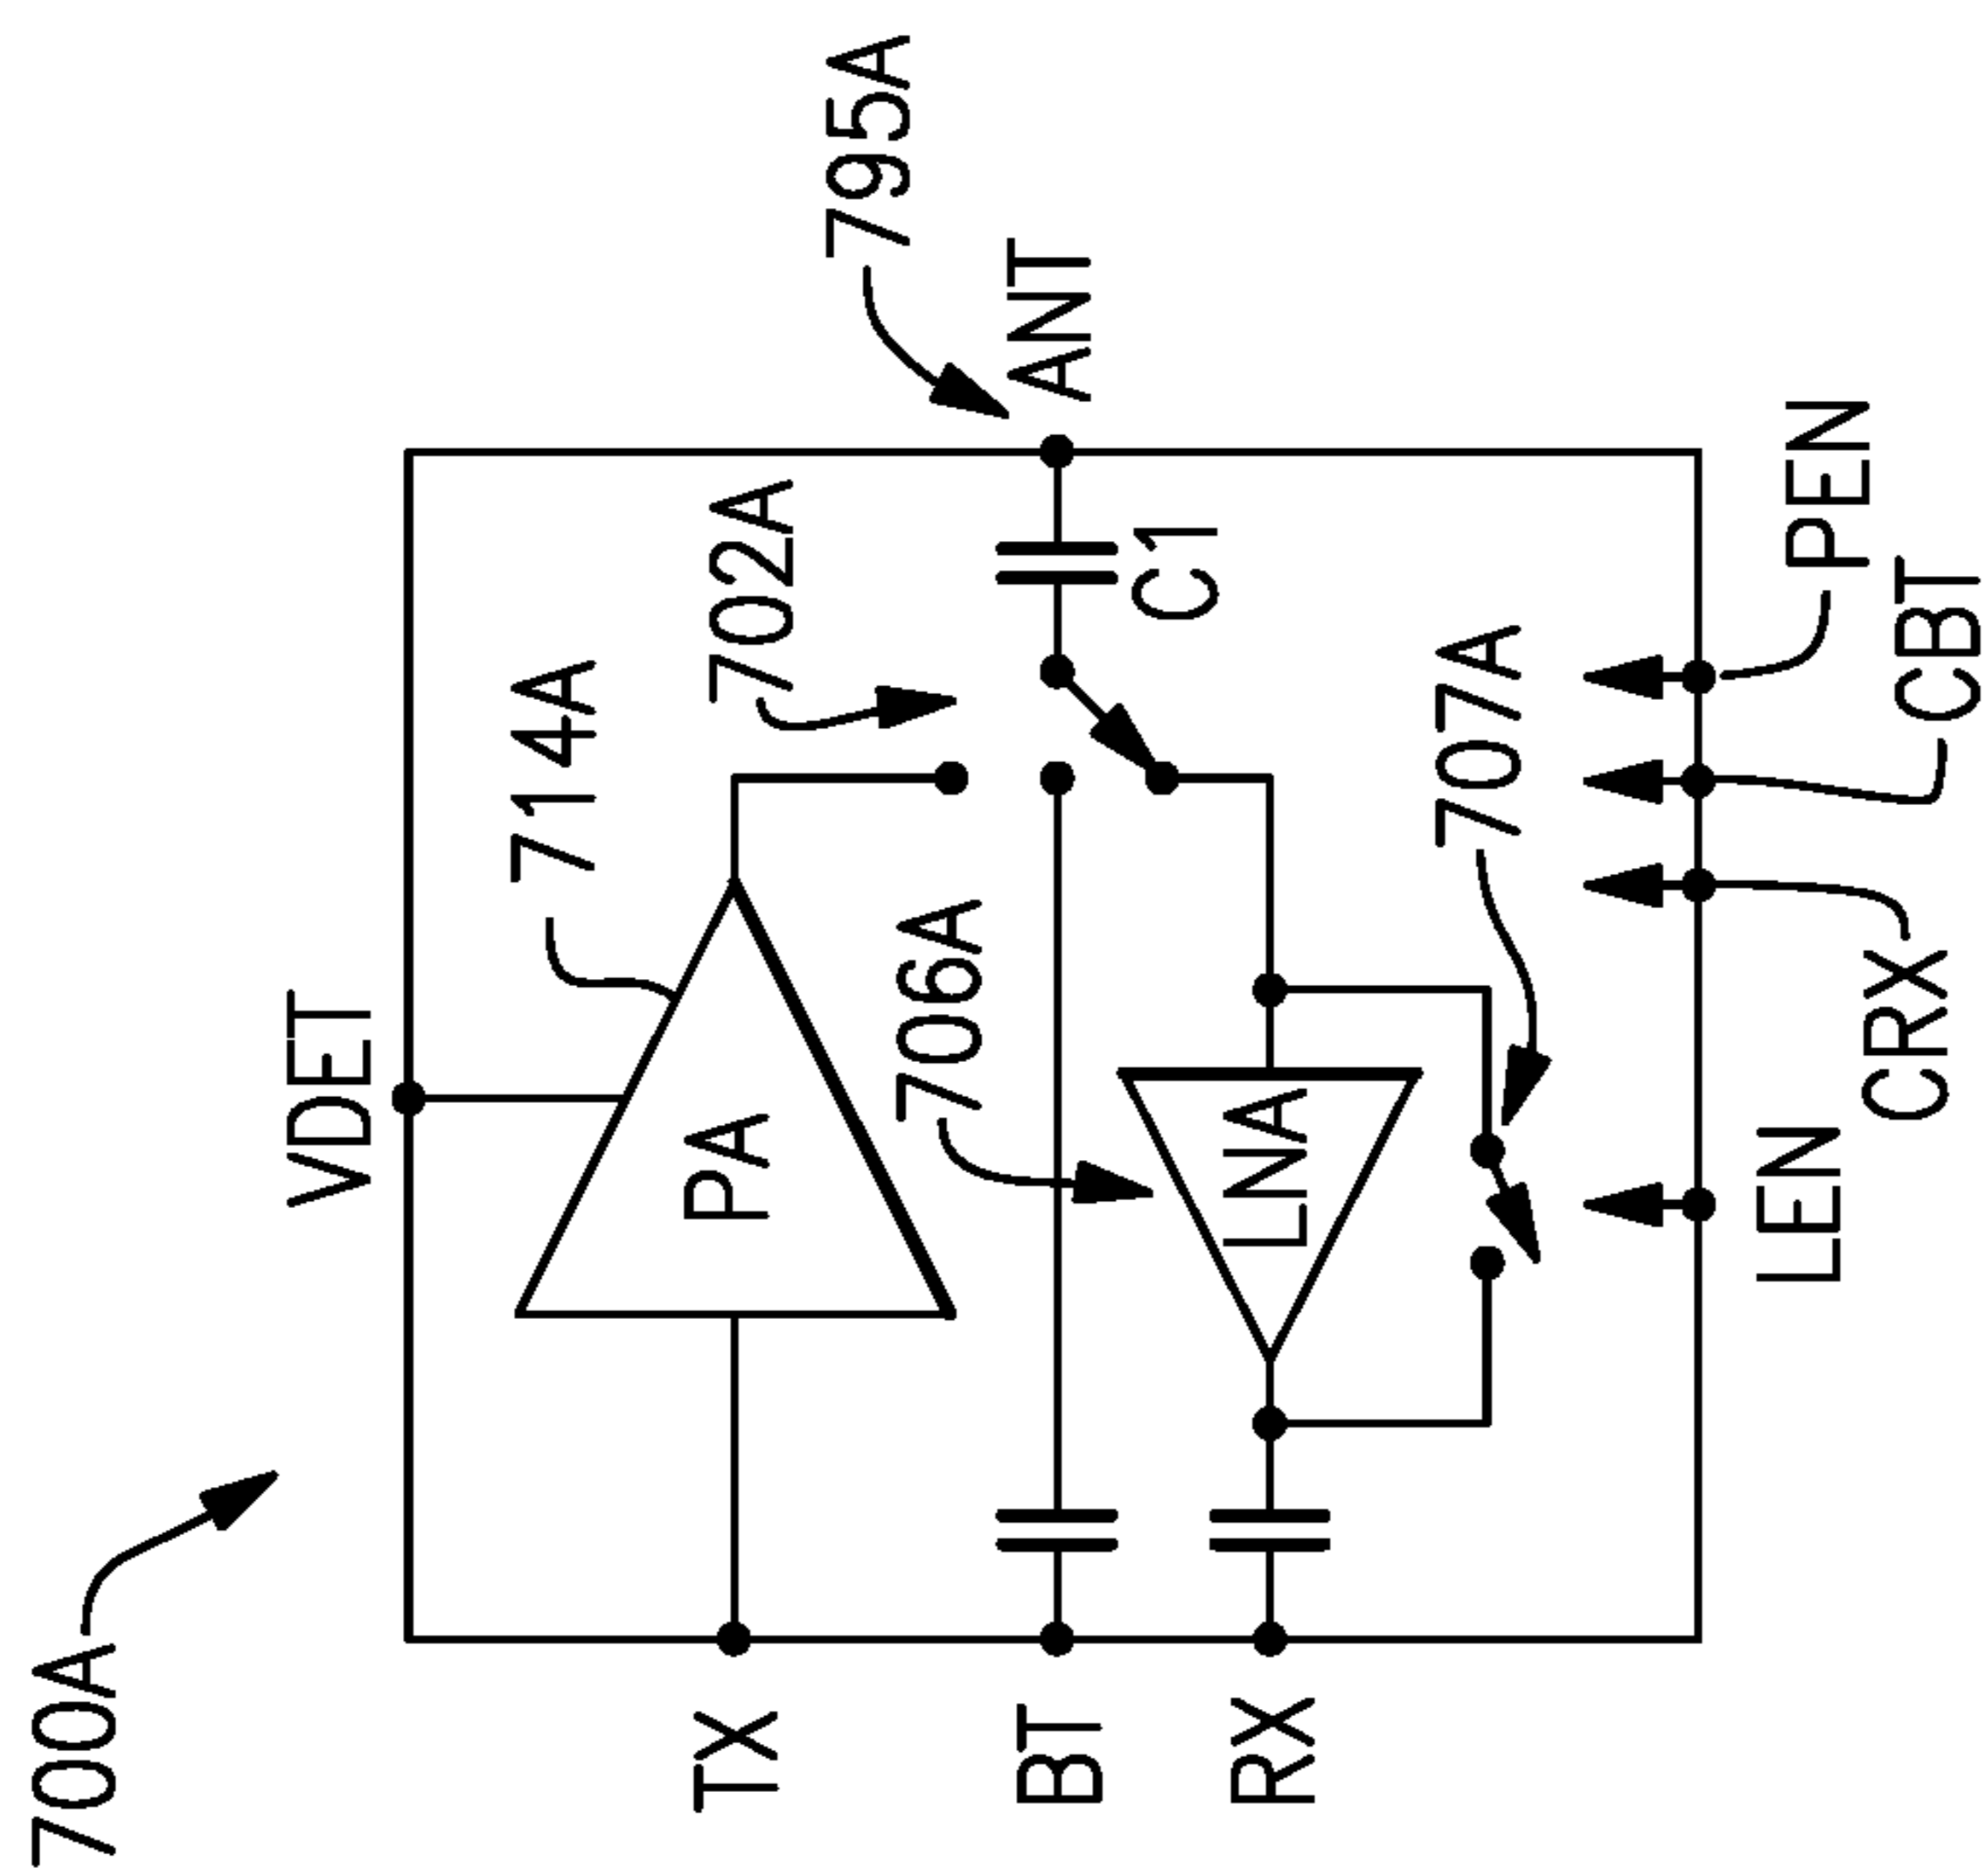 700A
VDET
714A
702A
795A
TX
PA
BT
706A
ANT
C1
RX
LNA
707A
LEN
CRX
CBT
PEN